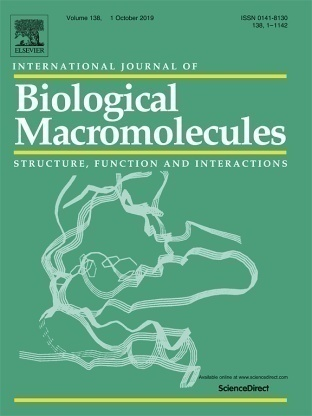 Volume 138, 1 October 2019
ISSN 0141-8130
138, 1–1142
ELSEVIER
INTERNATIONAL JOURNAL OF
Biological
Macromolecules
STRUCTURE, FUNCTION AND INTERACTIONS
Available online at www.sciencedirect.com
ScienceDirect